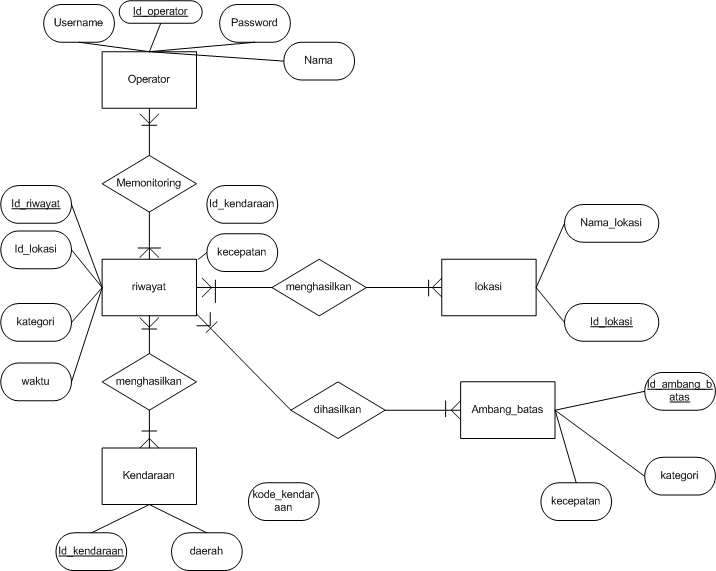 Id_operator
Username
Password
Nama
Operator
Memonitoring
Id_riwayat
Id_kendaraan
Nama_lokasi
Id_lokasi
kecepatan
riwayat
menghasilkan
lokasi
kategori
Id_lokasi
waktu
menghasilkan
dihasilkan
Ambang_batas
Id_ambang_b
atas
Kendaraan
kategori
kode_kendar
aan
kecepatan
Id_kendaraan
daerah